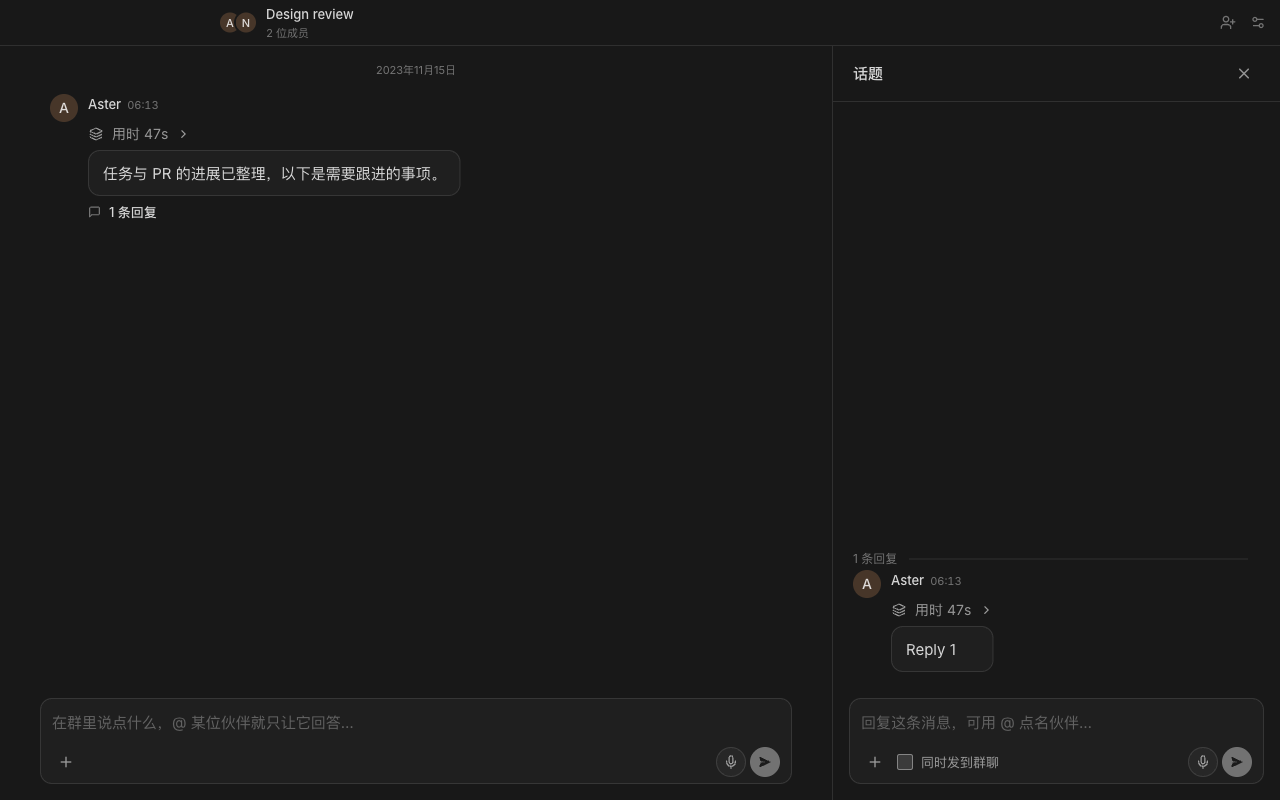 A N
Design review
2 位成员
2023年11月15日
A
Aster 06:13
用时 47s
任务与 PR 的进展已整理，以下是需要跟进的事项。
1 条回复
在群里说点什么，@ 某位伙伴就只让它回答...
话题
1 条回复
A
Aster 06:13
用时 47s
Reply 1
回复这条消息，可用 @ 点名伙伴...
同时发到群聊